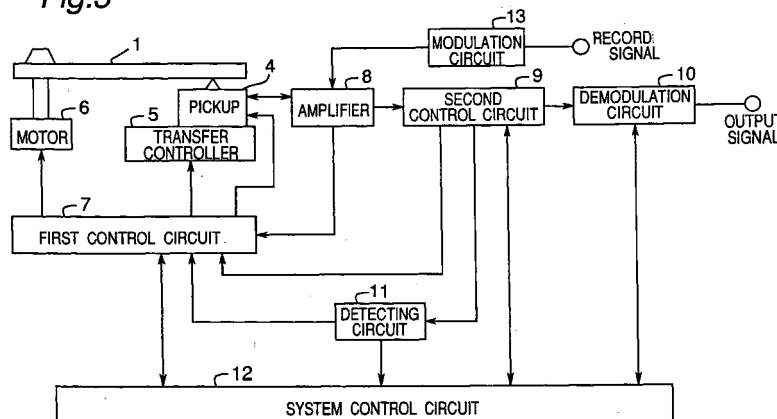 Fig.5
13
MODULATION
CIRCUIT
RECORD
SIGNAL
1
4
8
9
10
6
PICKUP
AMPLIFIER
SECOND
CONTROL CIRCUIT
DEMODULATION
CIRCUIT
MOTOR
5
TRANSFER
CONTROLLER
OUTPUT
SIGNAL
7
FIRST CONTROL CIRCUIT
11
DETECTING
CIRCUIT
12
SYSTEM CONTROL CIRCUIT